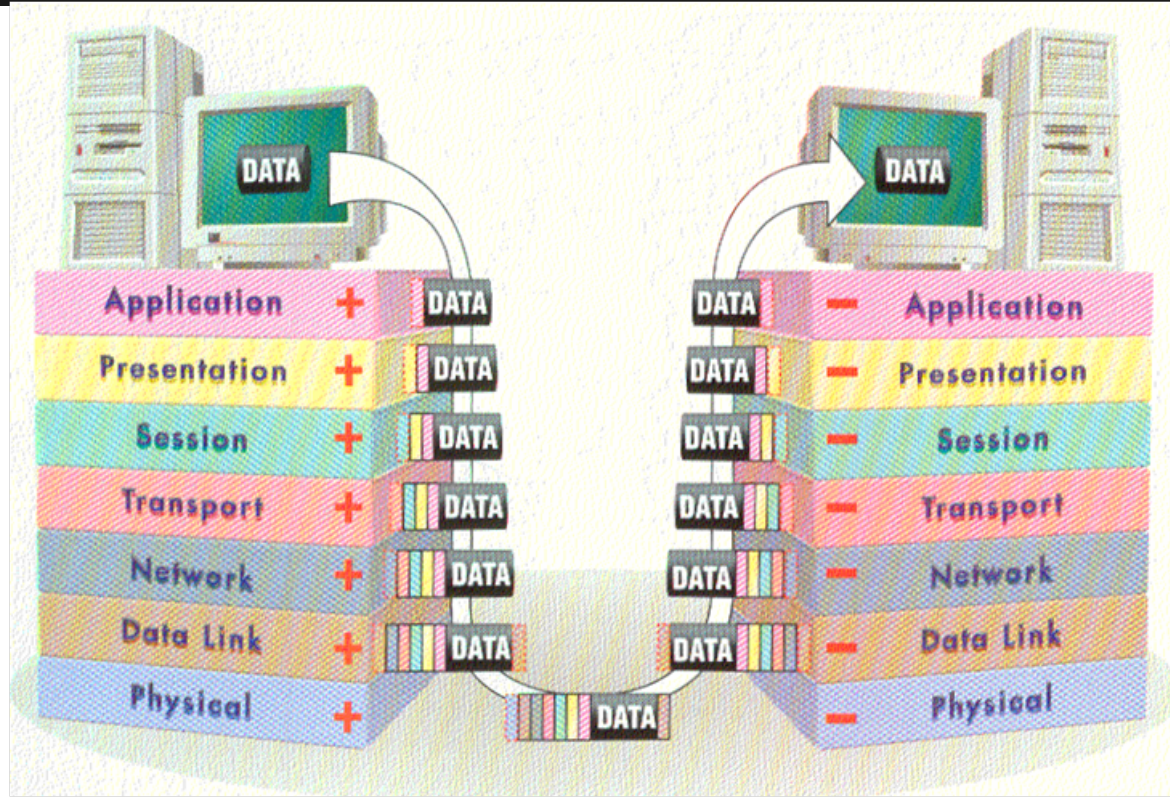 DATA
DATA
Application + DATA
DATA − Application
Presentation + DATA
DATA − Presentation
Session + DATA
DATA − Session
Transport + DATA
DATA − Transport
Network + DATA
DATA − Network
Data Link + DATA
DATA − Data Link
Physical +
− Physical
DATA